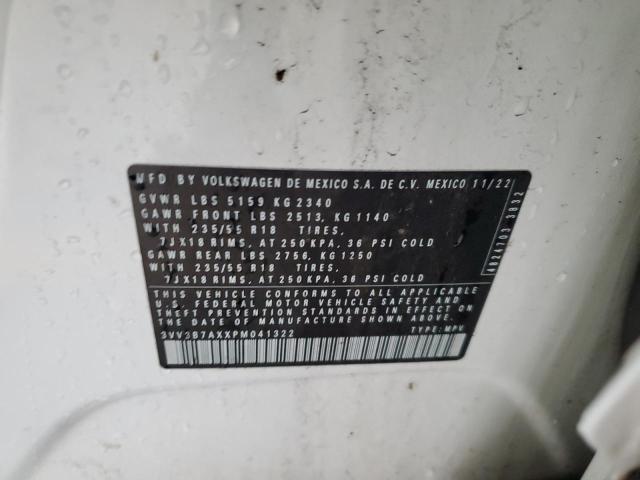 MFD BY VOLKSWAGEN DE MEXICO S.A. DE C.V. MEXICO 11/22
GVWR LBS 5159 KG 2340
GAWR FRONT LBS 2513, KG 1140
WITH 235/55 R18 TIRES,
7JX18 RIMS, AT 250 KPA, 36 PSI COLD
GAWR REAR LBS 2756, KG 1250
WITH 235/55 R18 TIRES,
7JX18 RIMS, AT 250 KPA, 36 PSI COLD
THIS VEHICLE CONFORMS TO ALL APPLICABLE
U.S. FEDERAL MOTOR VEHICLE SAFETY AND
THEFT PREVENTION STANDARDS IN EFFECT ON
THE DATE OF MANUFACTURE SHOWN ABOVE
3VV3B7AXXPM041322 TYPE: MPV
4824703 3832